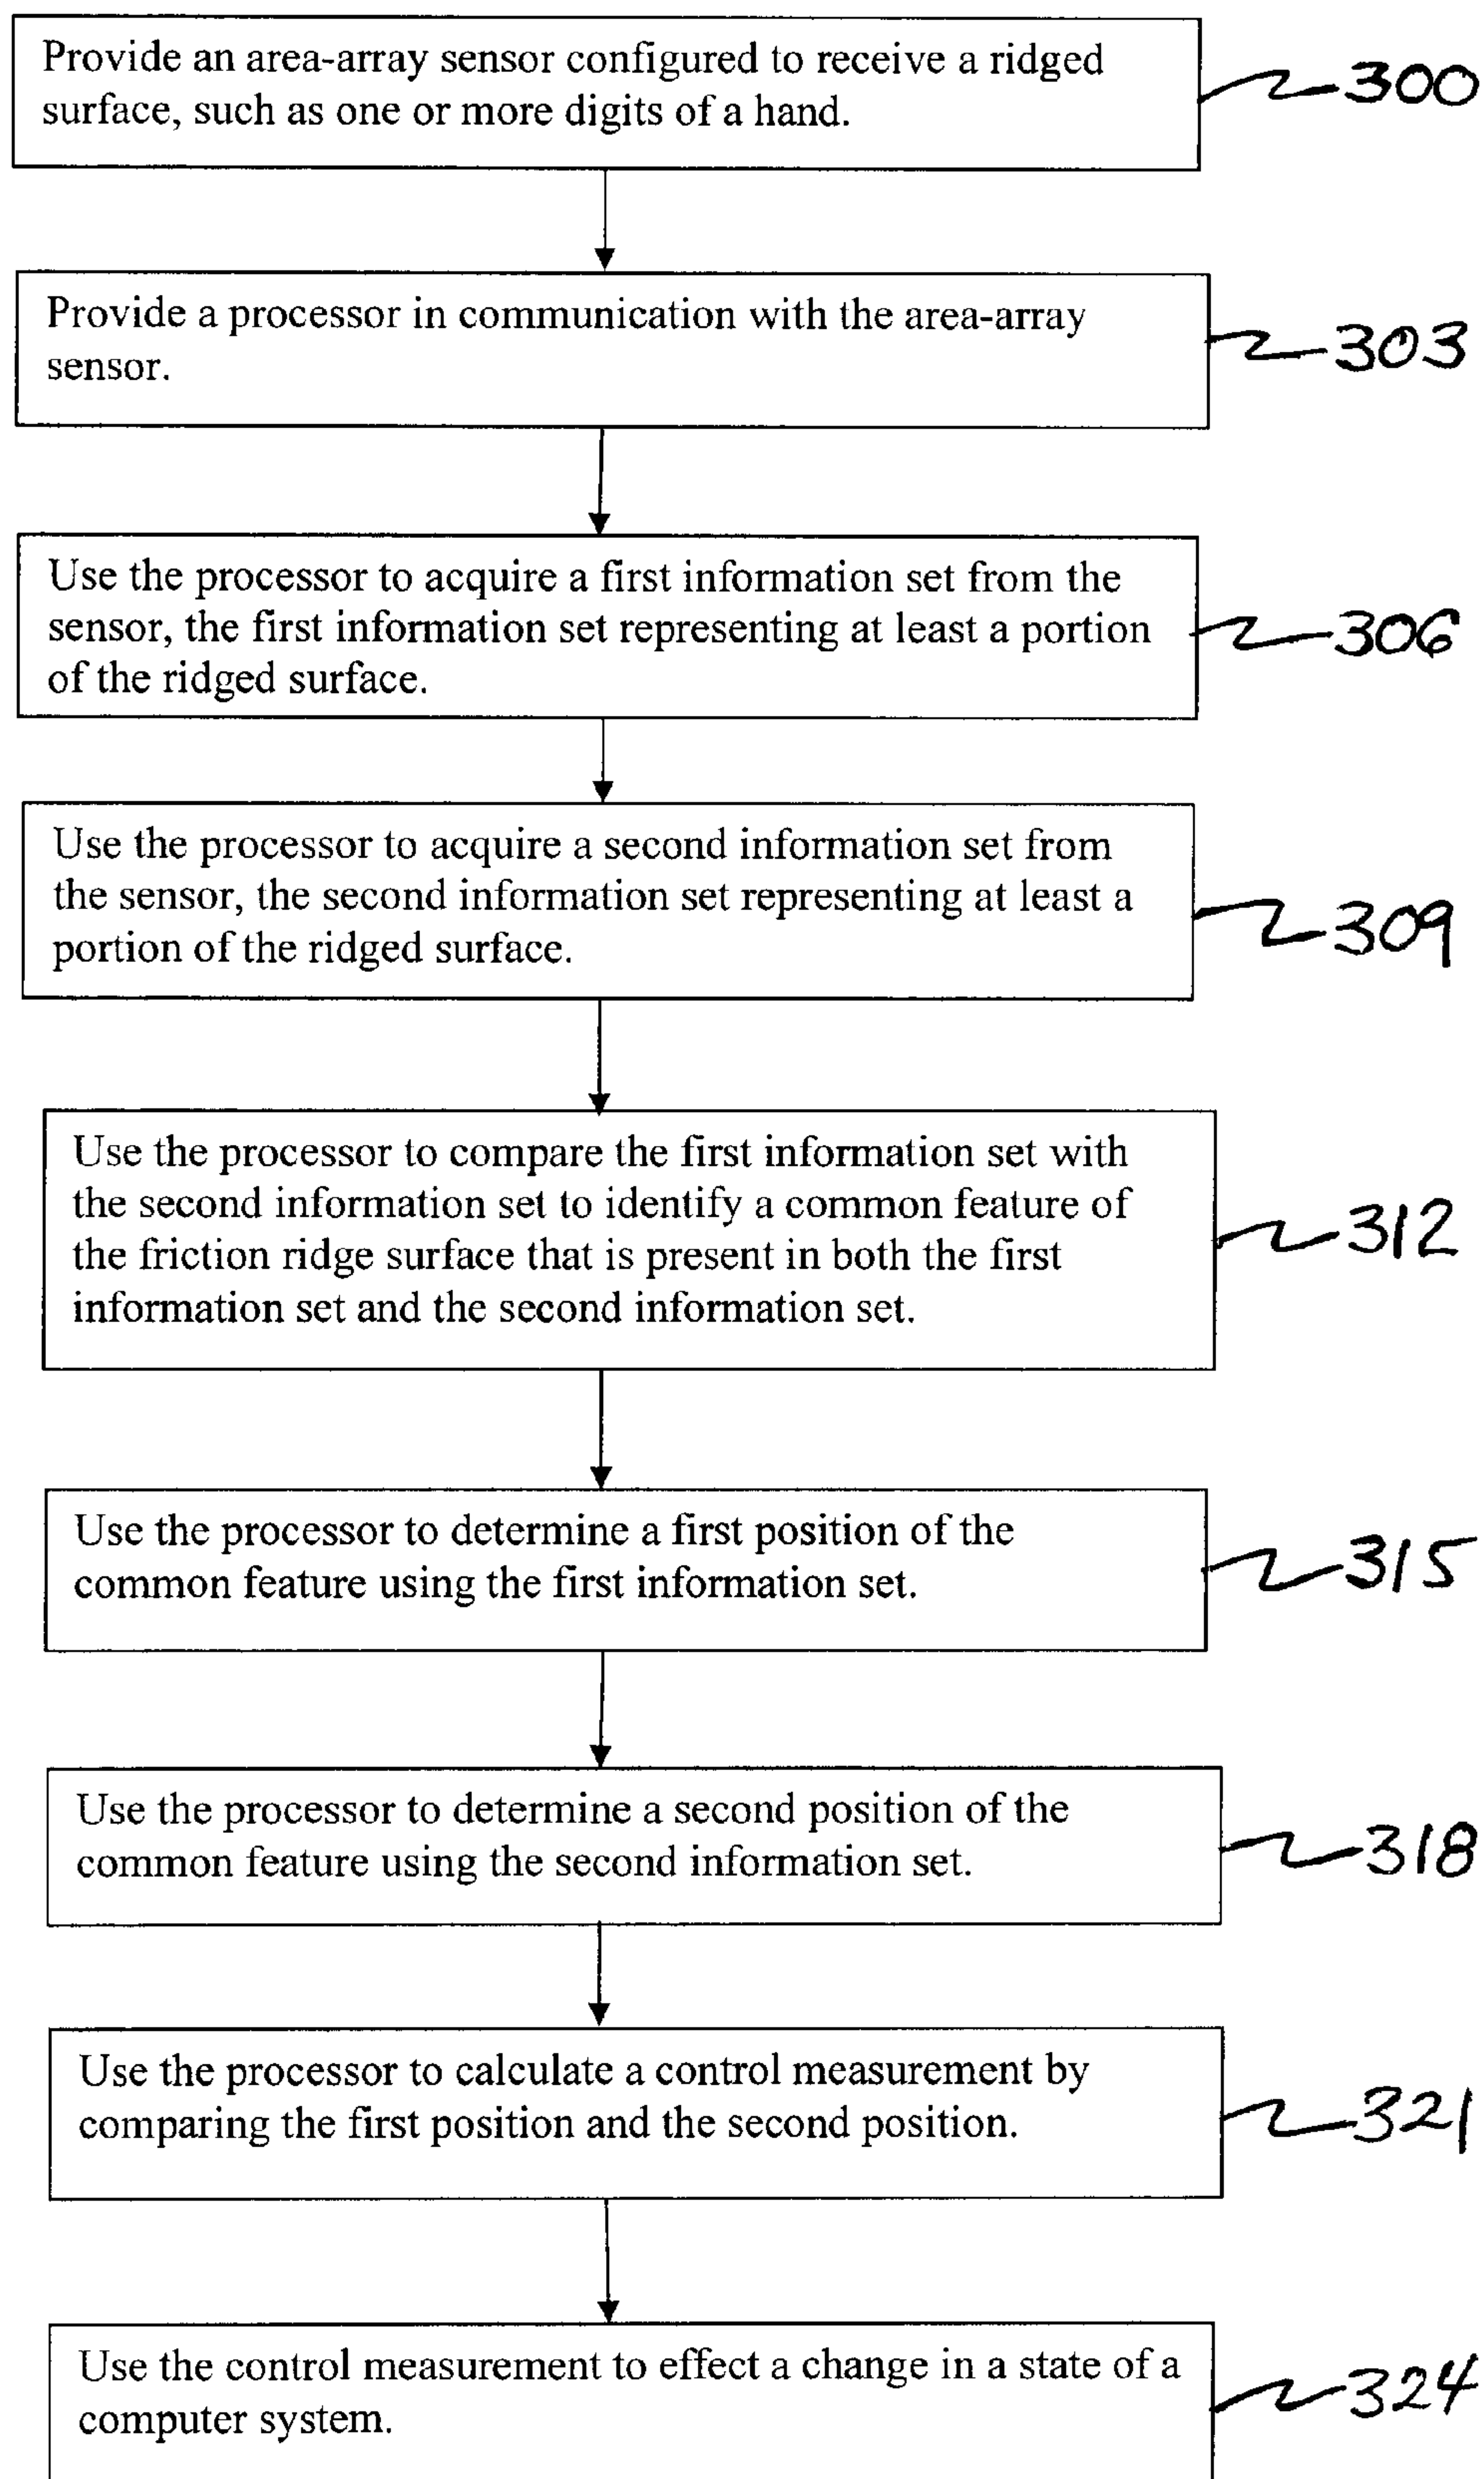 Provide an area-array sensor configured to receive a ridged
surface, such as one or more digits of a hand.
300
Provide a processor in communication with the area-array
sensor.
303
Use the processor to acquire a first information set from the
sensor, the first information set representing at least a portion
of the ridged surface.
306
Use the processor to acquire a second information set from
the sensor, the second information set representing at least a
portion of the ridged surface.
309
Use the processor to compare the first information set with
the second information set to identify a common feature of
the friction ridge surface that is present in both the first
information set and the second information set.
312
Use the processor to determine a first position of the
common feature using the first information set.
315
Use the processor to determine a second position of the
common feature using the second information set.
318
Use the processor to calculate a control measurement by
comparing the first position and the second position.
321
Use the control measurement to effect a change in a state of a
computer system.
324